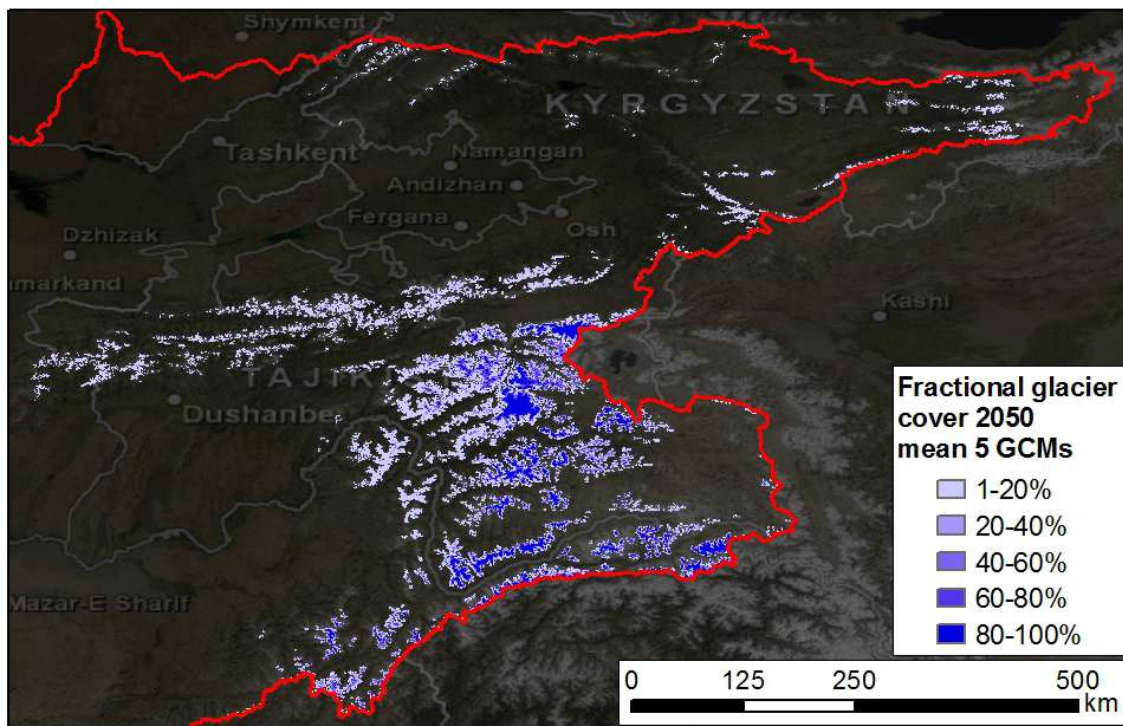 Shymkent
KYRGYZSTAN
Tashkent
Namangan
Andizhan
Fergana
Osh
Dzhizak
markand
Kashi
TAJIKI
Dushanbe
Mazar-E Sharif
Fractional glacier
cover 2050
mean 5 GCMs
1-20%
20-40%
40-60%
60-80%
80-100%
0 125 250 500
km